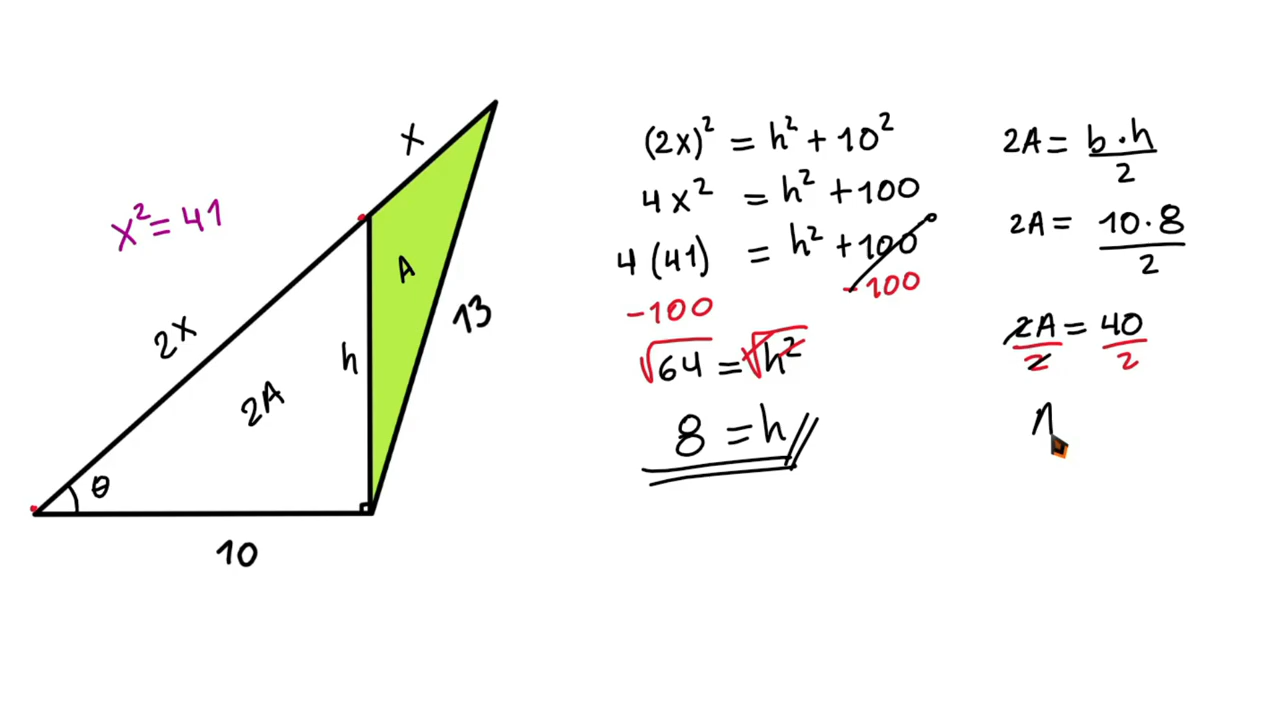 x
x² = 41
2x
A
13
h
2A
θ
10
(2x)² = h² + 10²
4x² = h² + 100
4 (41) = h² + 100
-100 -100
√64 = √h²
8 = h
2A = b · h / 2
2A = 10 · 8 / 2
2A / 2 = 40 / 2